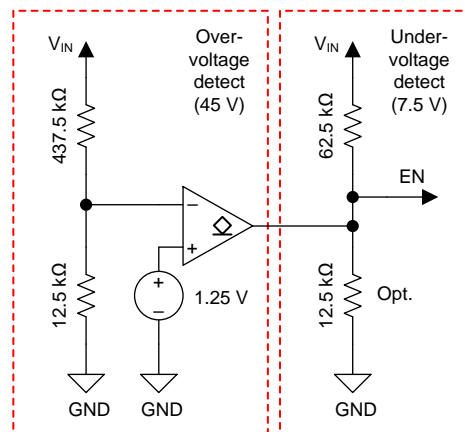 V_IN
Over-
voltage
detect
(45 V)
437.5 kΩ
−
+
12.5 kΩ
+
−
1.25 V
GND
GND
V_IN
Under-
voltage
detect
(7.5 V)
62.5 kΩ
EN
12.5 kΩ
Opt.
GND